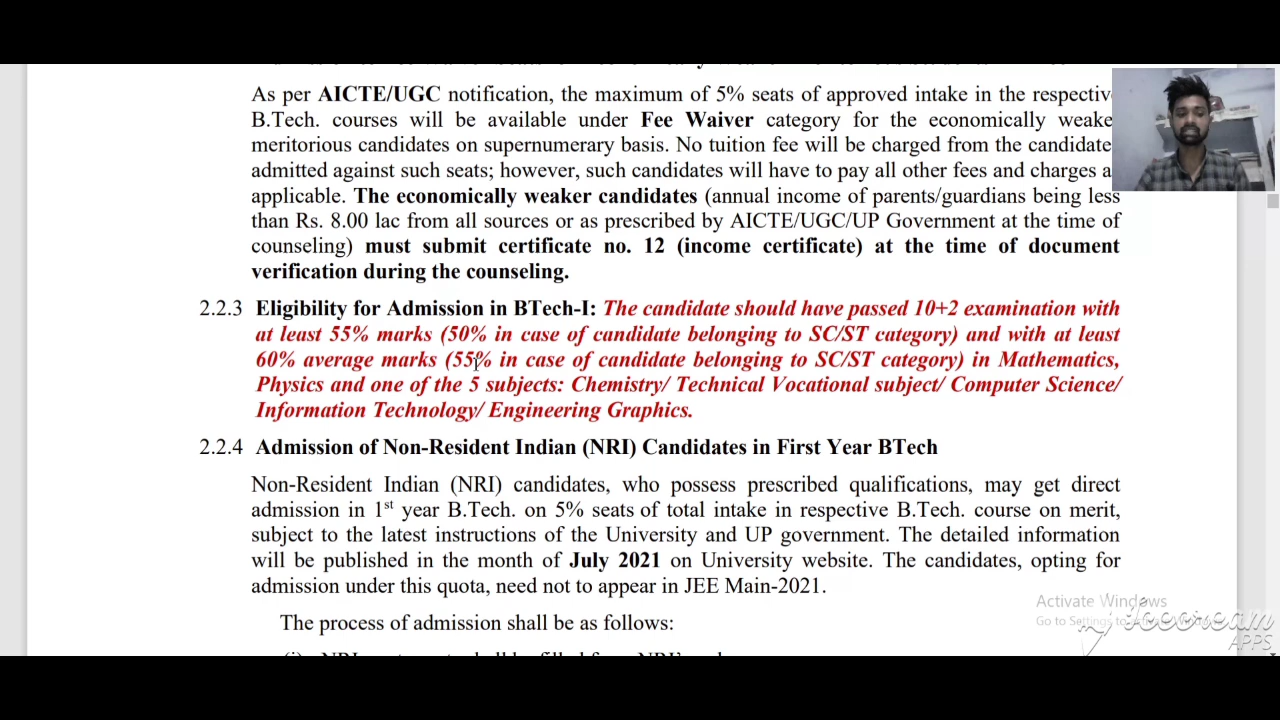 As per AICTE/UGC notification, the maximum of 5% seats of approved intake in the respectiv
B.Tech. courses will be available under Fee Waiver category for the economically weake
meritorious candidates on supernumerary basis. No tuition fee will be charged from the candidate
admitted against such seats; however, such candidates will have to pay all other fees and charges a
applicable. The economically weaker candidates (annual income of parents/guardians being less
than Rs. 8.00 lac from all sources or as prescribed by AICTE/UGC/UP Government at the time of
counseling) must submit certificate no. 12 (income certificate) at the time of document
verification during the counseling.
2.2.3 Eligibility for Admission in BTech-I: The candidate should have passed 10+2 examination with
at least 55% marks (50% in case of candidate belonging to SC/ST category) and with at least
60% average marks (55% in case of candidate belonging to SC/ST category) in Mathematics,
Physics and one of the 5 subjects: Chemistry/ Technical Vocational subject/ Computer Science/
Information Technology/ Engineering Graphics.
2.2.4 Admission of Non-Resident Indian (NRI) Candidates in First Year BTech
Non-Resident Indian (NRI) candidates, who possess prescribed qualifications, may get direct
admission in 1st year B.Tech. on 5% seats of total intake in respective B.Tech. course on merit,
subject to the latest instructions of the University and UP government. The detailed information
will be published in the month of July 2021 on University website. The candidates, opting for
admission under this quota, need not to appear in JEE Main-2021.
The process of admission shall be as follows:
Activate Windows
Go to Settings to
Icecream
APPS